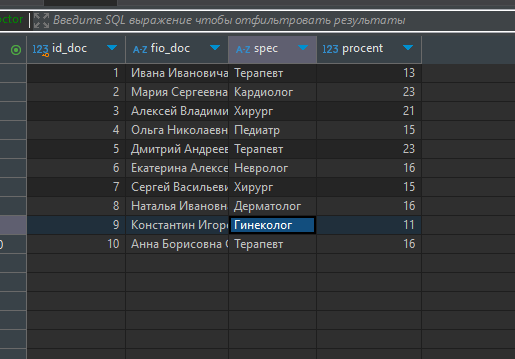 octor Введите SQL выражение чтобы отфильтровать результаты
123 id_doc A-Z fio_doc A-Z spec 123 procent
1 Ивана Ивановича Терапевт 13
2 Мария Сергеевна Кардиолог 23
3 Алексей Владими Хирург 21
4 Ольга Николаевн Педиатр 15
5 Дмитрий Андреев Терапевт 23
6 Екатерина Алексе Невролог 16
7 Сергей Васильеви Хирург 15
8 Наталья Ивановн Дерматолог 16
9 Константин Игор Гинеколог 11
0 10 Анна Борисовна Терапевт 16